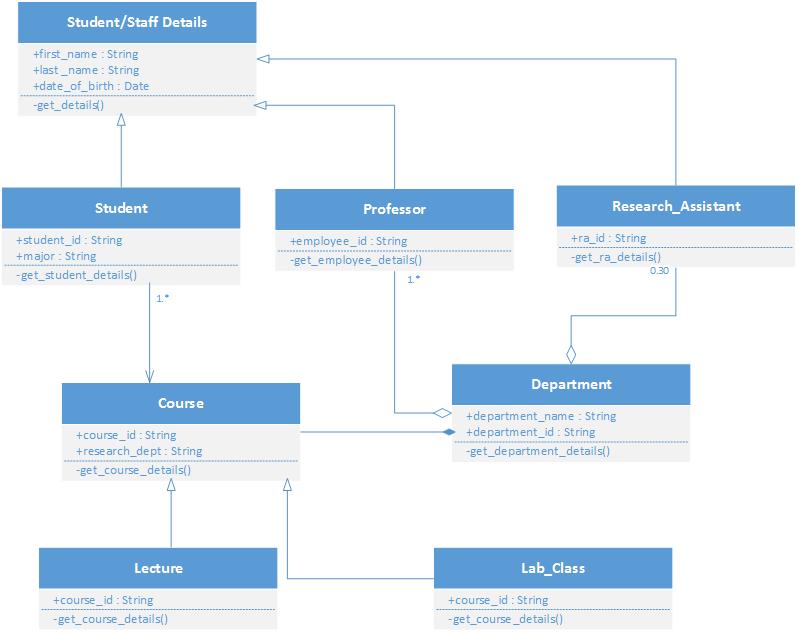 Student/Staff Details
+first_name : String
+last_name : String
+date_of_birth : Date
-get_details()
Student
+student_id : String
+major : String
-get_student_details()
1.*
Professor
+employee_id : String
-get_employee_details()
1.*
Research_Assistant
+ra_id : String
-get_ra_details()
0.30
Course
+course_id : String
+research_dept : String
-get_course_details()
Department
+department_name : String
+department_id : String
-get_department_details()
Lecture
+course_id : String
-get_course_details()
Lab_Class
+course_id : String
-get_course_details()